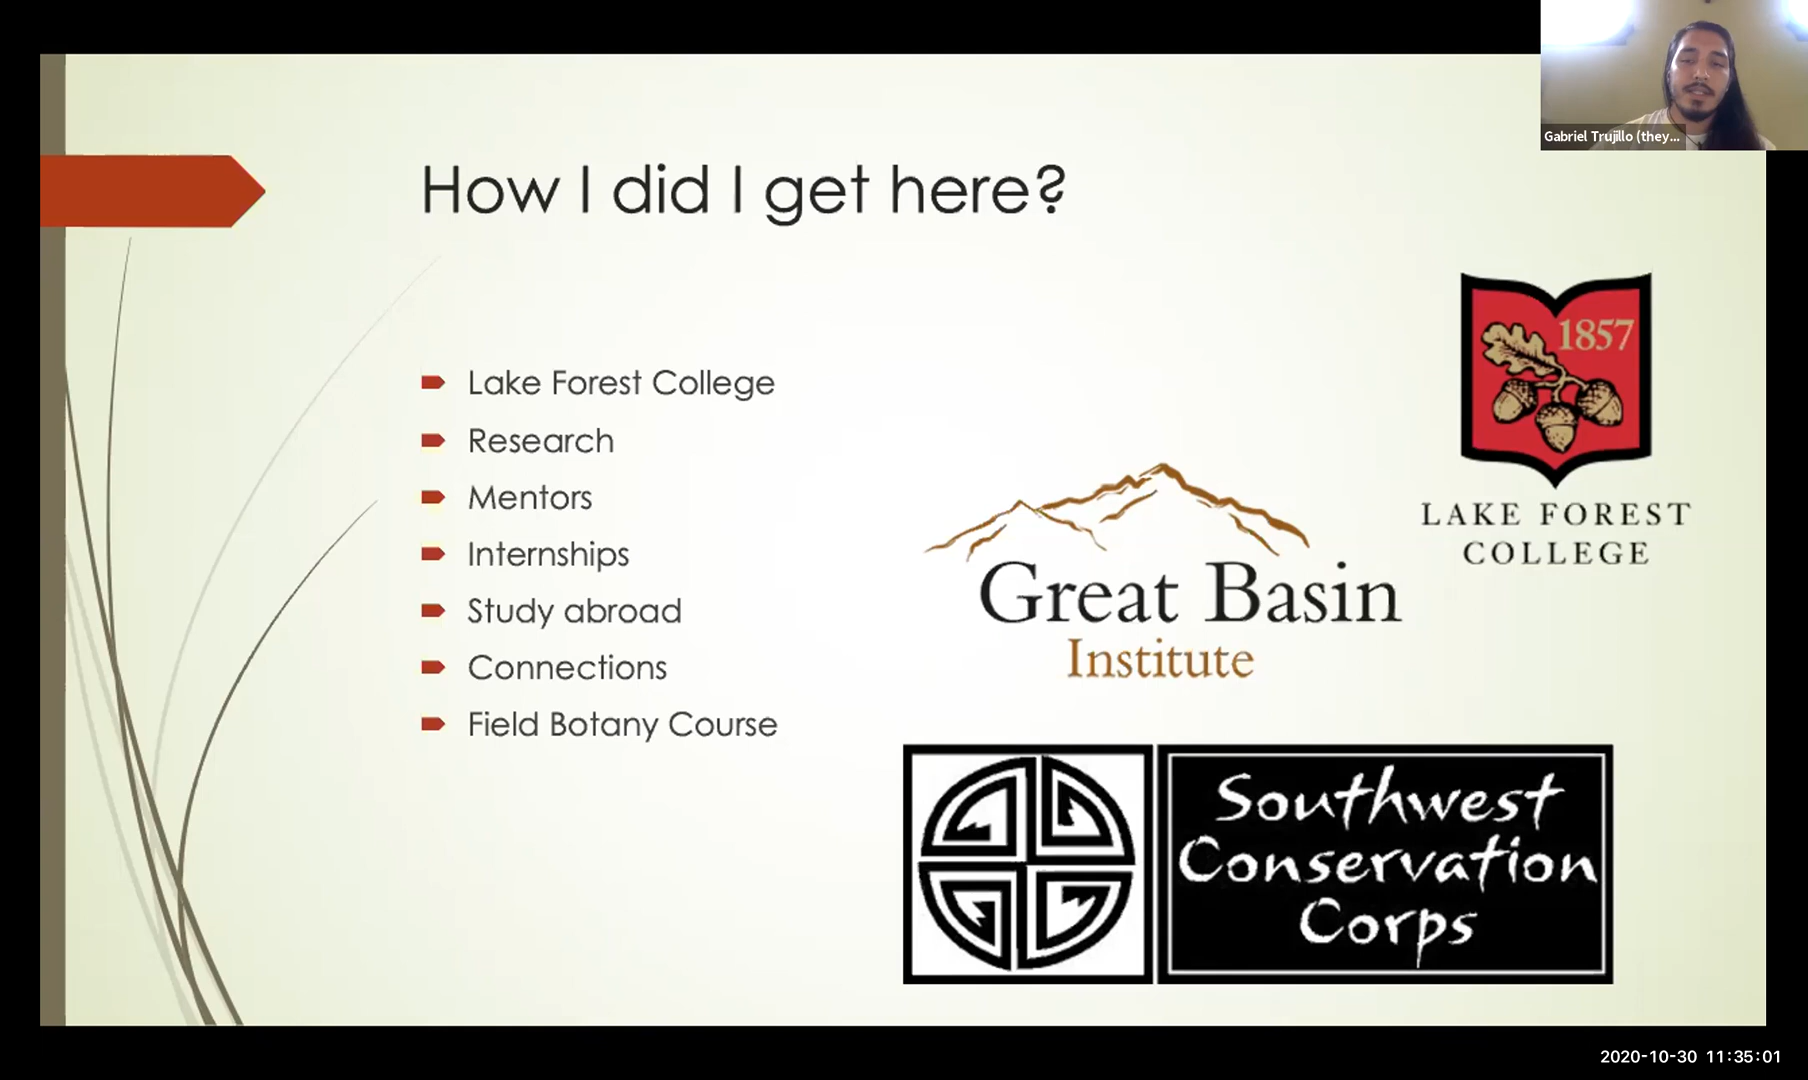 Gabriel Trujillo (they...
How I did I get here?
Lake Forest College
Research
Mentors
Internships
Study abroad
Connections
Field Botany Course
1857
LAKE FOREST
COLLEGE
Great Basin
Institute
Southwest
Conservation
Corps
2020-10-30 11:35:01